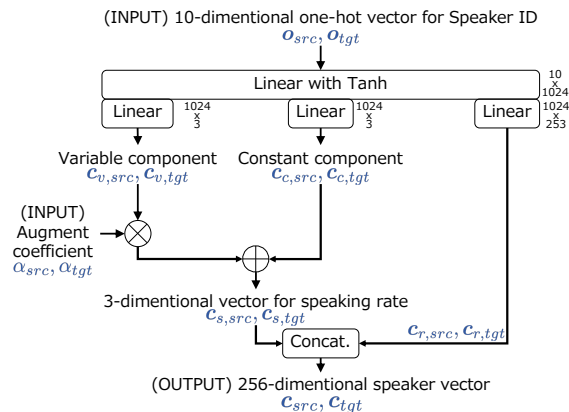 (INPUT) 10-dimentional one-hot vector for Speaker ID
o_src, o_tgt
Linear with Tanh
10
x
1024
Linear
1024
x
3
Linear
1024
x
3
Linear
1024
x
253
Variable component
c_v,src, c_v,tgt
Constant component
c_c,src, c_c,tgt
(INPUT)
Augment
coefficient
α_src, α_tgt
3-dimentional vector for speaking rate
c_s,src, c_s,tgt
c_r,src, c_r,tgt
Concat.
(OUTPUT) 256-dimentional speaker vector
c_src, c_tgt